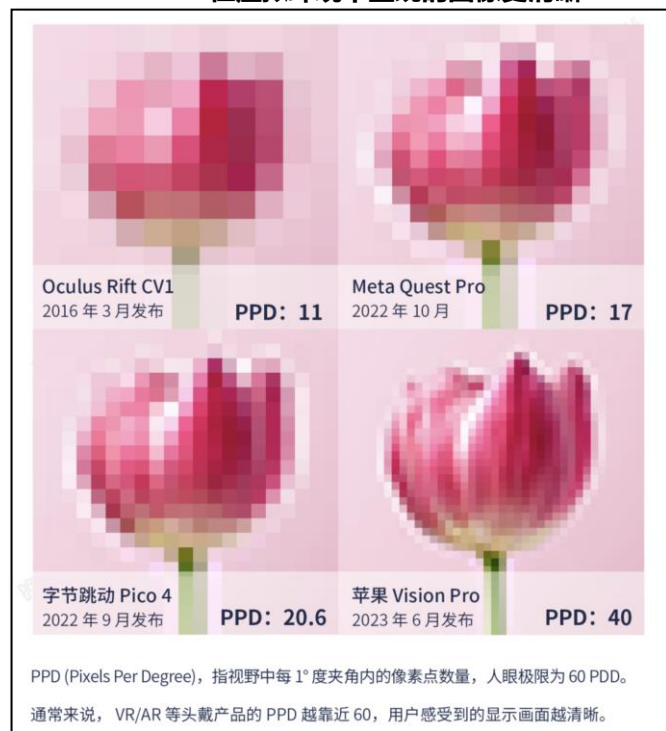 Oculus Rift CV1
2016 年 3 月发布
PPD：11
Meta Quest Pro
2022 年 10 月
PPD：17
字节跳动 Pico 4
2022 年 9 月发布
PPD：20.6
苹果 Vision Pro
2023 年 6 月发布
PPD：40
PPD (Pixels Per Degree)，指视野中每 1° 度夹角内的像素点数量，人眼极限为 60 PDD。
通常来说， VR/AR 等头戴产品的 PPD 越靠近 60，用户感受到的显示画面越清晰。